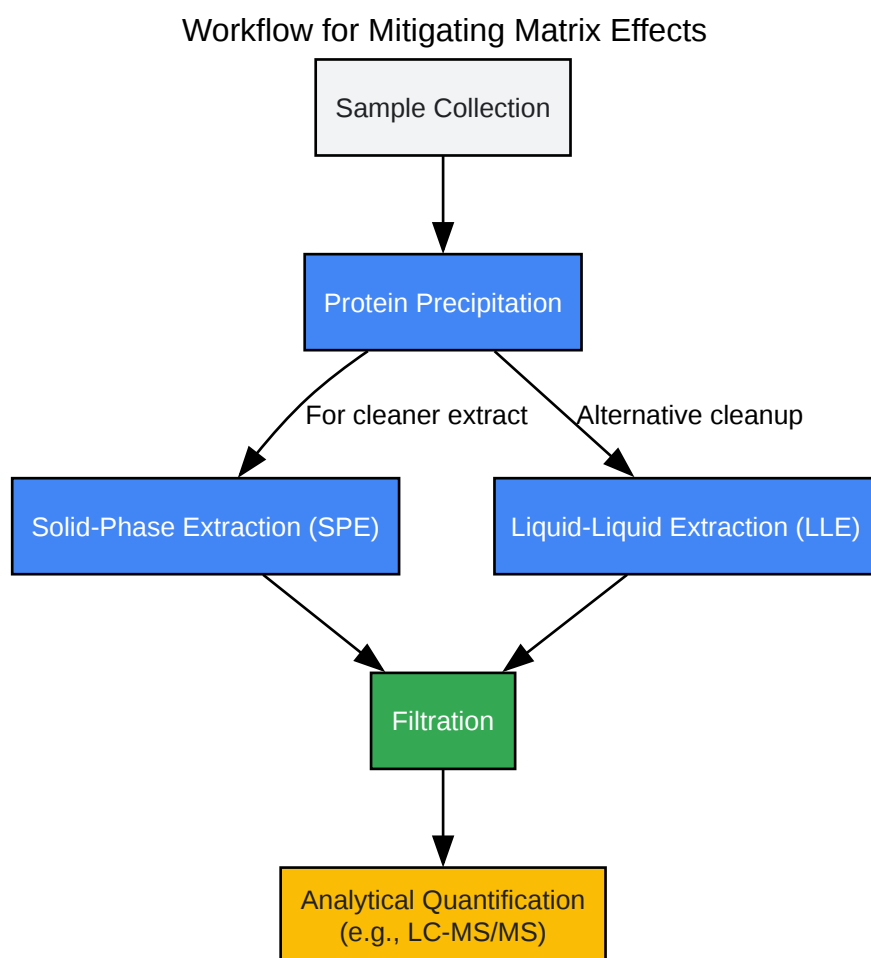 Workflow for Mitigating Matrix Effects
Sample Collection
Protein Precipitation
For cleaner extract
Alternative cleanup
Solid-Phase Extraction (SPE)
Liquid-Liquid Extraction (LLE)
Filtration
Analytical Quantification
(e.g., LC-MS/MS)